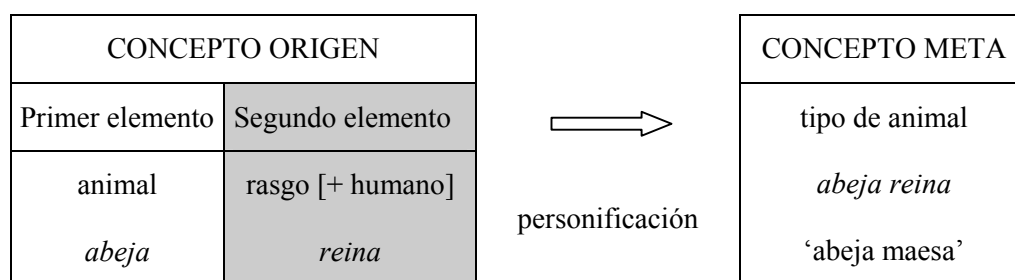 CONCEPTO ORIGEN
CONCEPTO META
Primer elemento
Segundo elemento
tipo de animal
animal
rasgo [+ humano]
abeja reina
personificación
abeja
reina
‘abeja maesa’